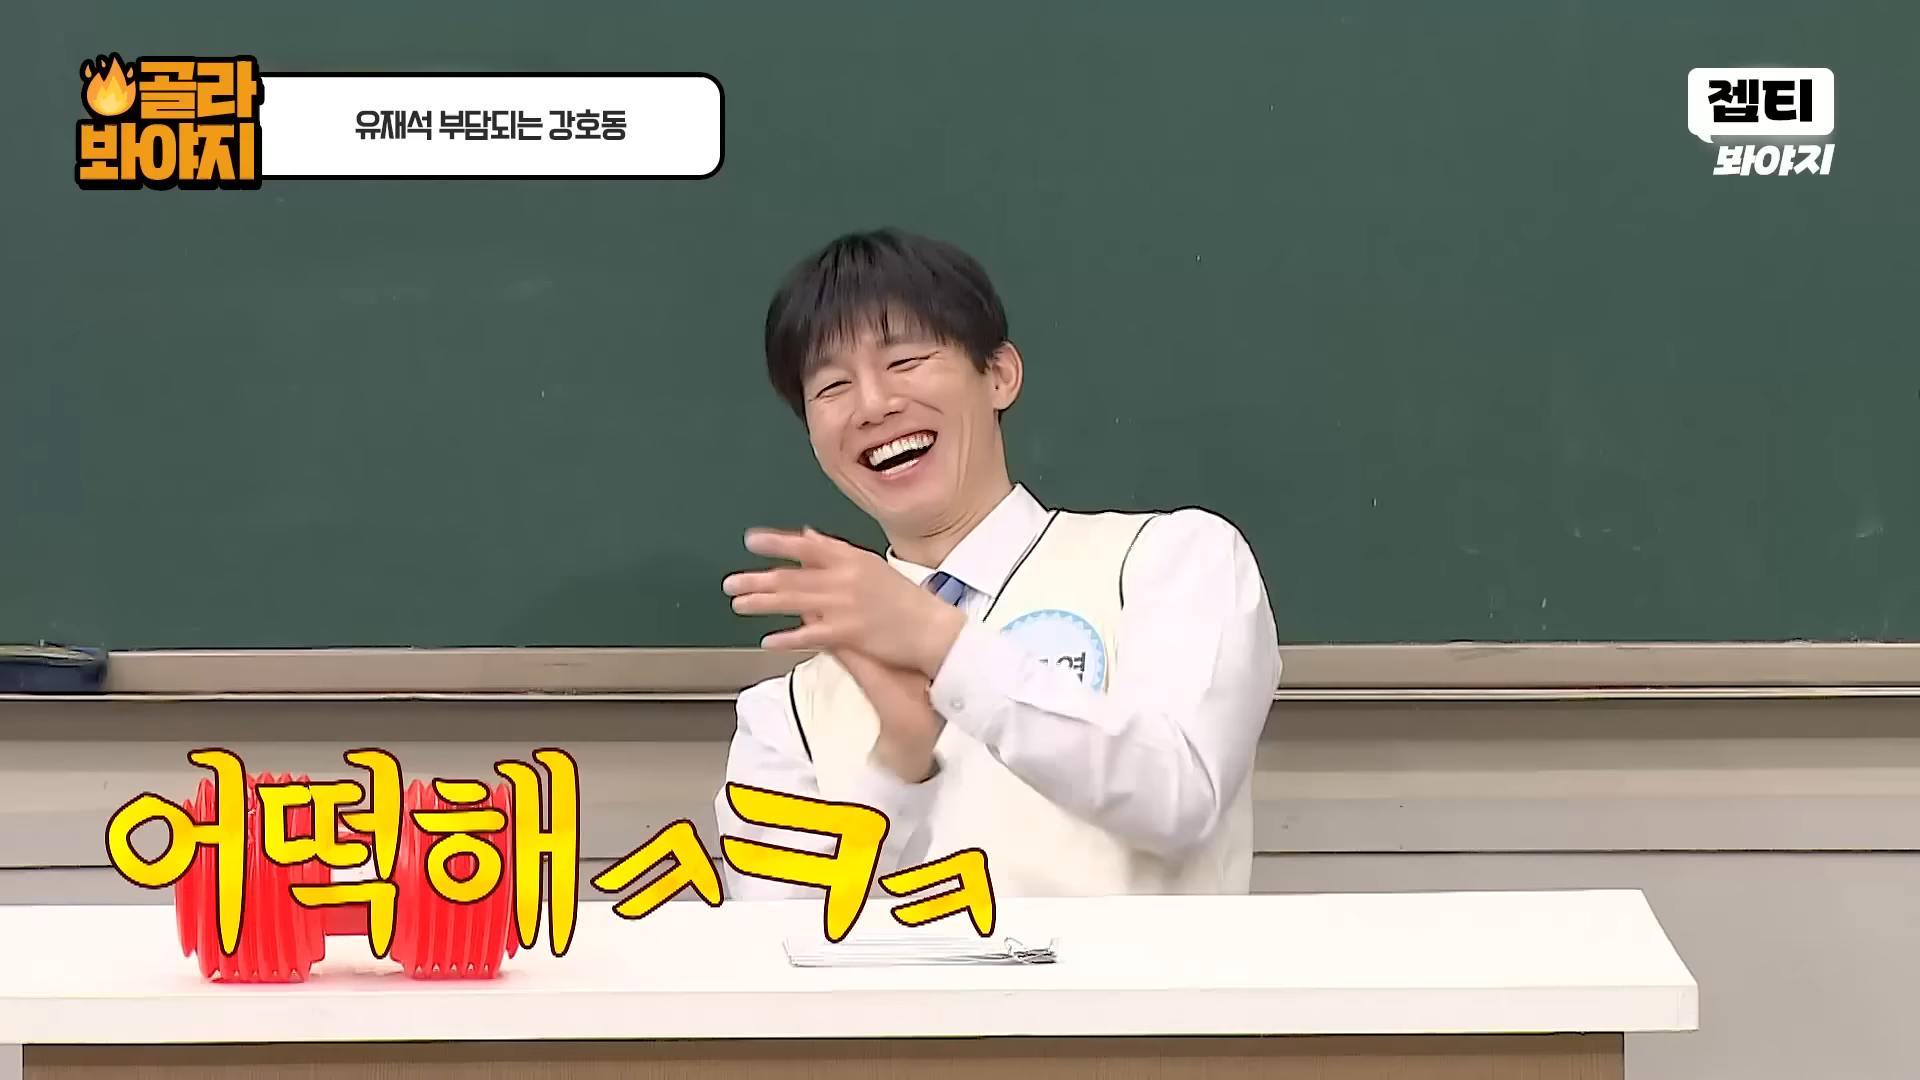 골라
봐야지
유재석 부담되는 강호동
젭티
봐야지
열
어떡해ㅋㅋㅋ